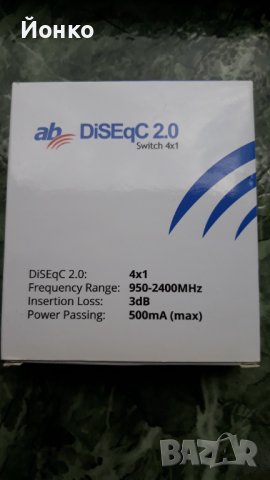 Йонко
ab DiSEqC 2.0
Switch 4x1
DiSEqC 2.0: 4x1
Frequency Range: 950-2400MHz
Insertion Loss: 3dB
Power Passing: 500mA (max)
BAZAR